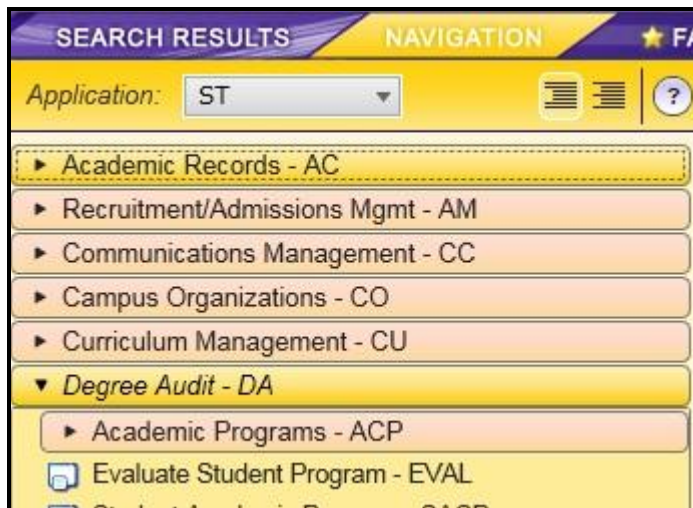 SEARCH RESULTS NAVIGATION FA
Application: ST ?
Academic Records - AC
Recruitment/Admissions Mgmt - AM
Communications Management - CC
Campus Organizations - CO
Curriculum Management - CU
Degree Audit - DA
Academic Programs - ACP
Evaluate Student Program - EVAL